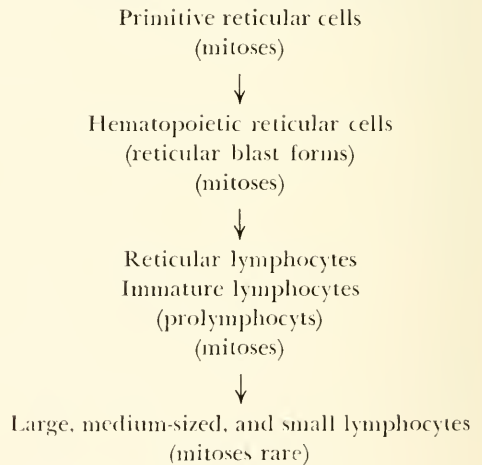 Primitive reticular cells
(mitoses)
↓
Hematopoietic reticular cells
(reticular blast forms)
(mitoses)
↓
Reticular lymphocytes
Immature lymphocytes
(prolymphocyts)
(mitoses)
↓
Large, medium-sized, and small lymphocytes
(mitoses rare)